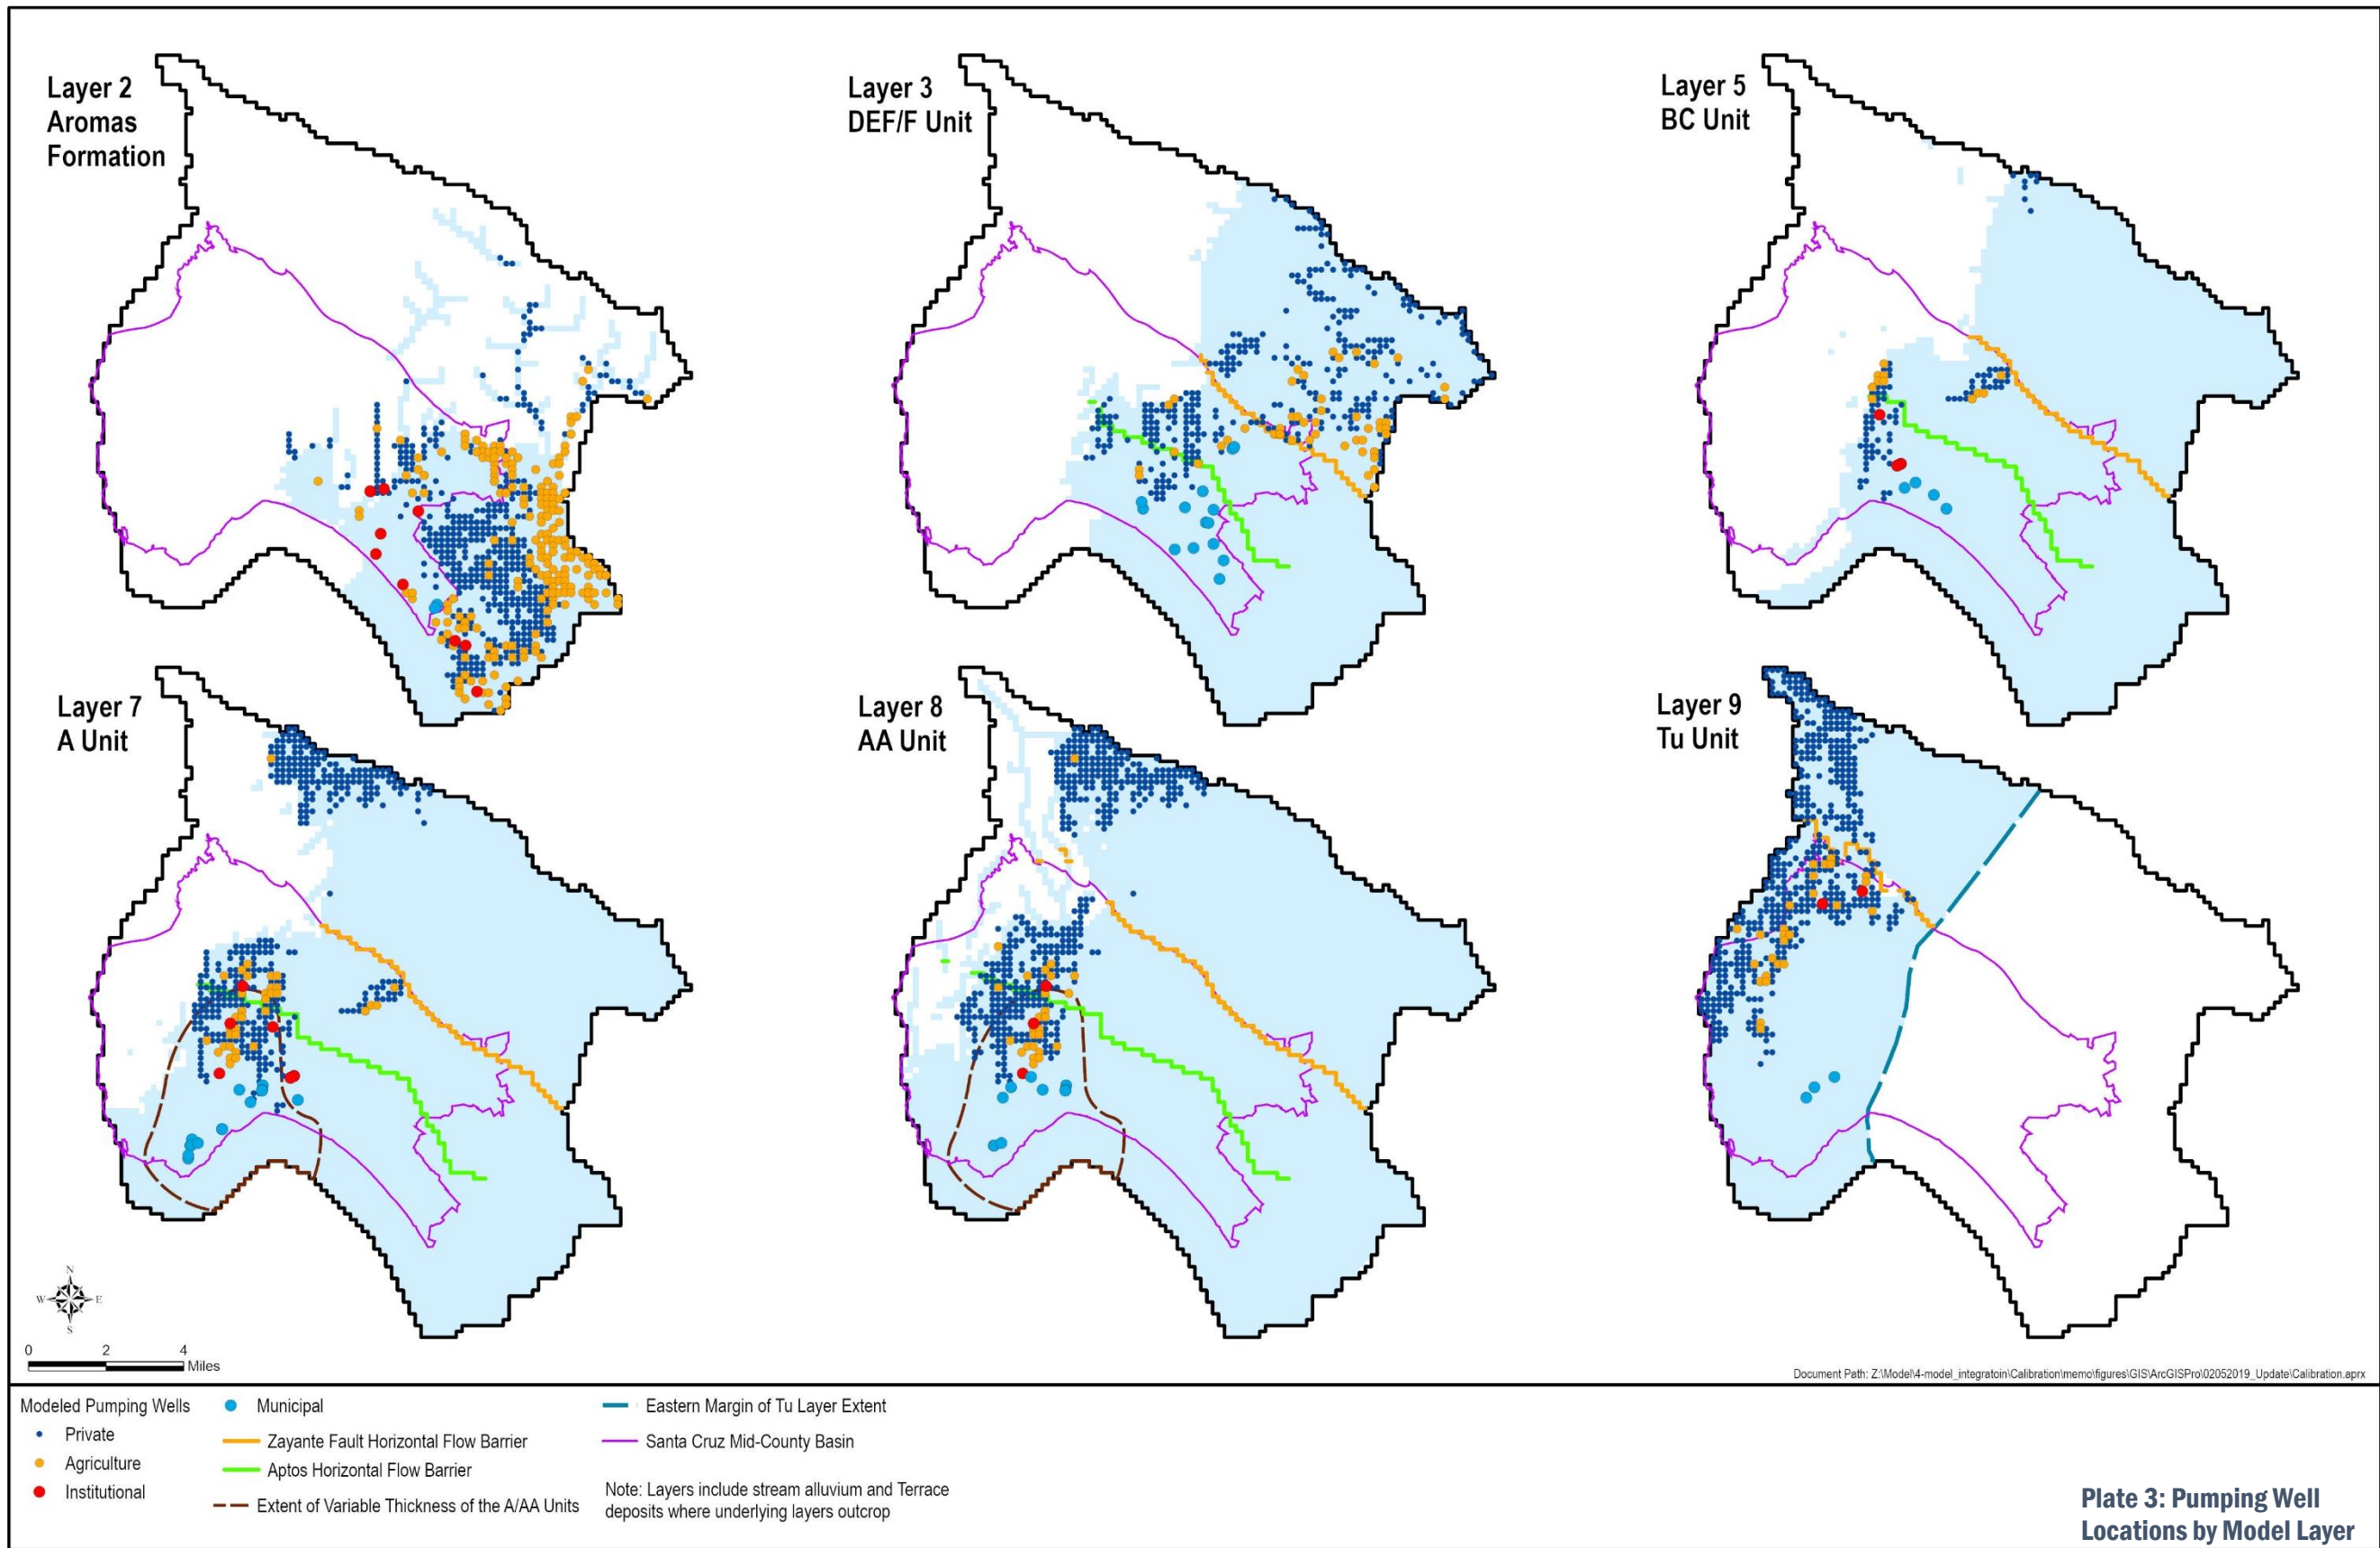 Layer 2
Aromas
Formation
Layer 3
DEF/F Unit
Layer 5
BC Unit
Layer 7
A Unit
Layer 8
AA Unit
Layer 9
Tu Unit
N
W E
S
0 2 4
Miles
Document Path: Z:\Model\4-model_integratoin\Calibration\memo\figures\GIS\ArcGISPro\02052019_Update\Calibration.aprx
Modeled Pumping Wells
Private
Agriculture
Institutional
Municipal
Zayante Fault Horizontal Flow Barrier
Aptos Horizontal Flow Barrier
Extent of Variable Thickness of the A/AA Units
Eastern Margin of Tu Layer Extent
Santa Cruz Mid-County Basin
Note: Layers include stream alluvium and Terrace
deposits where underlying layers outcrop
Plate 3: Pumping Well
Locations by Model Layer